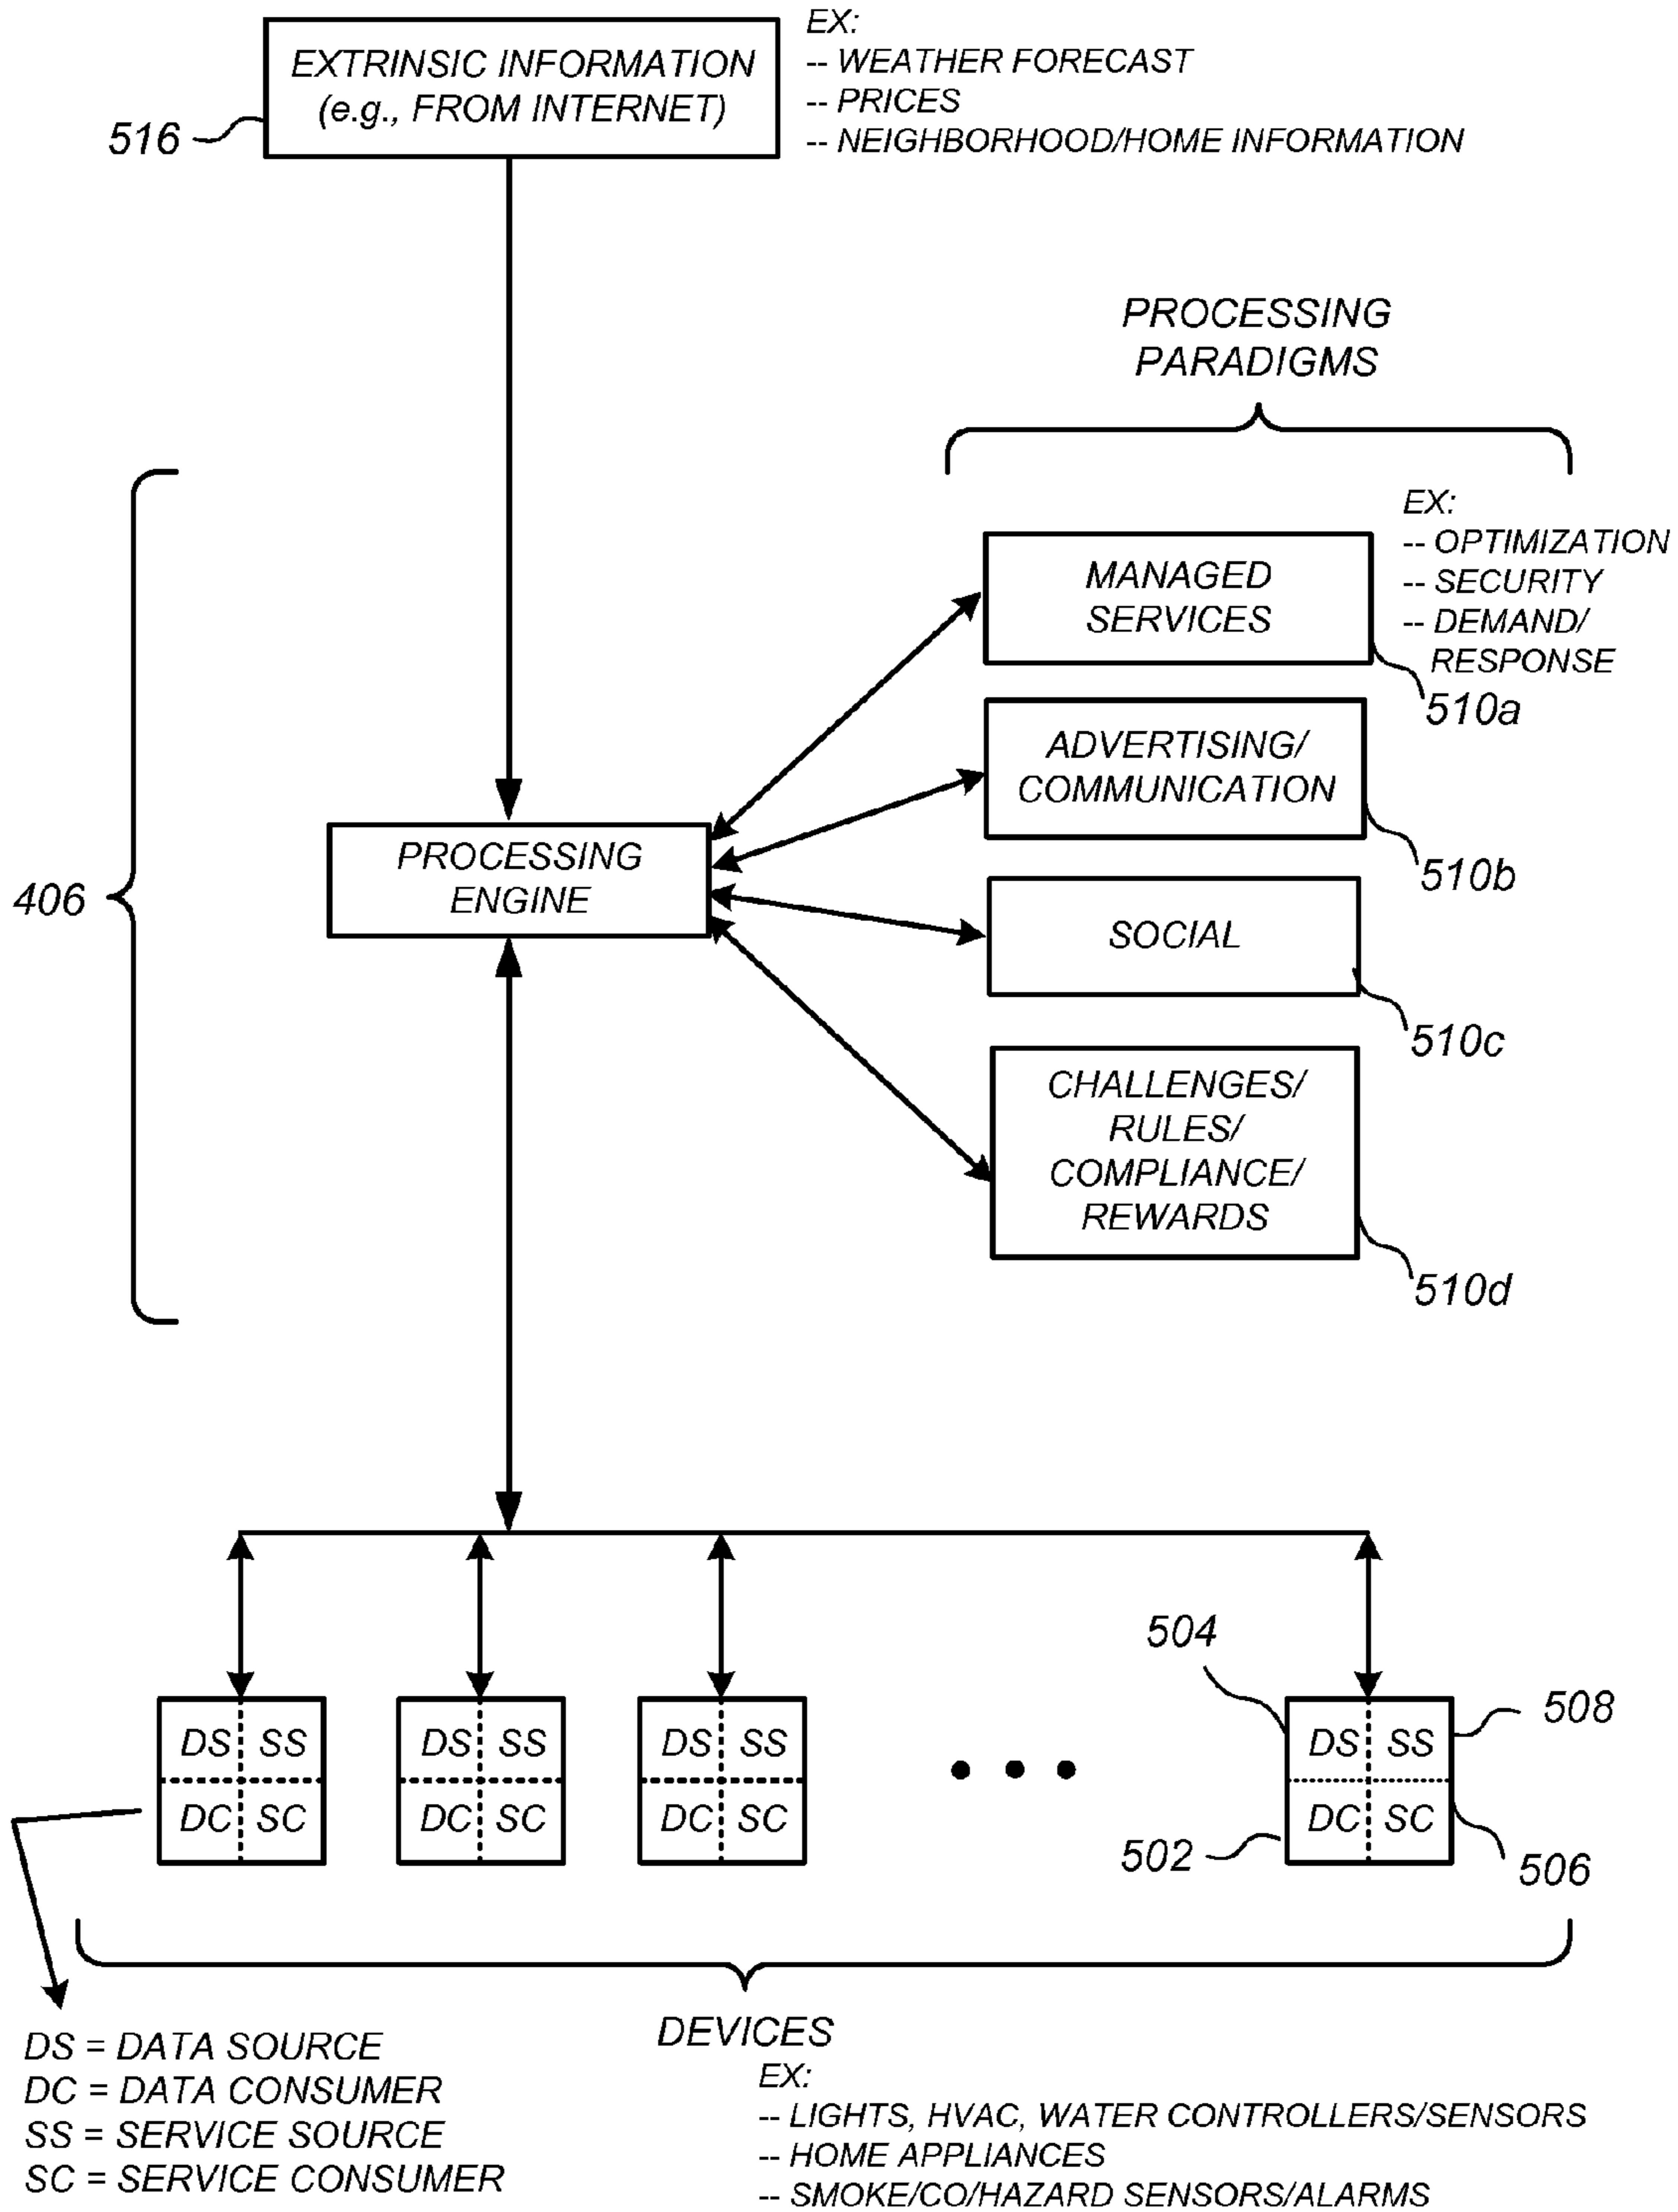 EXTRINSIC INFORMATION
(e.g., FROM INTERNET)
516
EX:
-- WEATHER FORECAST
-- PRICES
-- NEIGHBORHOOD/HOME INFORMATION
PROCESSING
PARADIGMS
EX:
-- OPTIMIZATION
-- SECURITY
-- DEMAND/
RESPONSE
MANAGED
SERVICES
510a
ADVERTISING/
COMMUNICATION
510b
PROCESSING
ENGINE
406
SOCIAL
510c
CHALLENGES/
RULES/
COMPLIANCE/
REWARDS
510d
504
508
DS SS
DC SC
DS SS
DC SC
DS SS
DC SC
DS SS
DC SC
502
506
DS = DATA SOURCE
DC = DATA CONSUMER
SS = SERVICE SOURCE
SC = SERVICE CONSUMER
DEVICES
EX:
-- LIGHTS, HVAC, WATER CONTROLLERS/SENSORS
-- HOME APPLIANCES
-- SMOKE/CO/HAZARD SENSORS/ALARMS